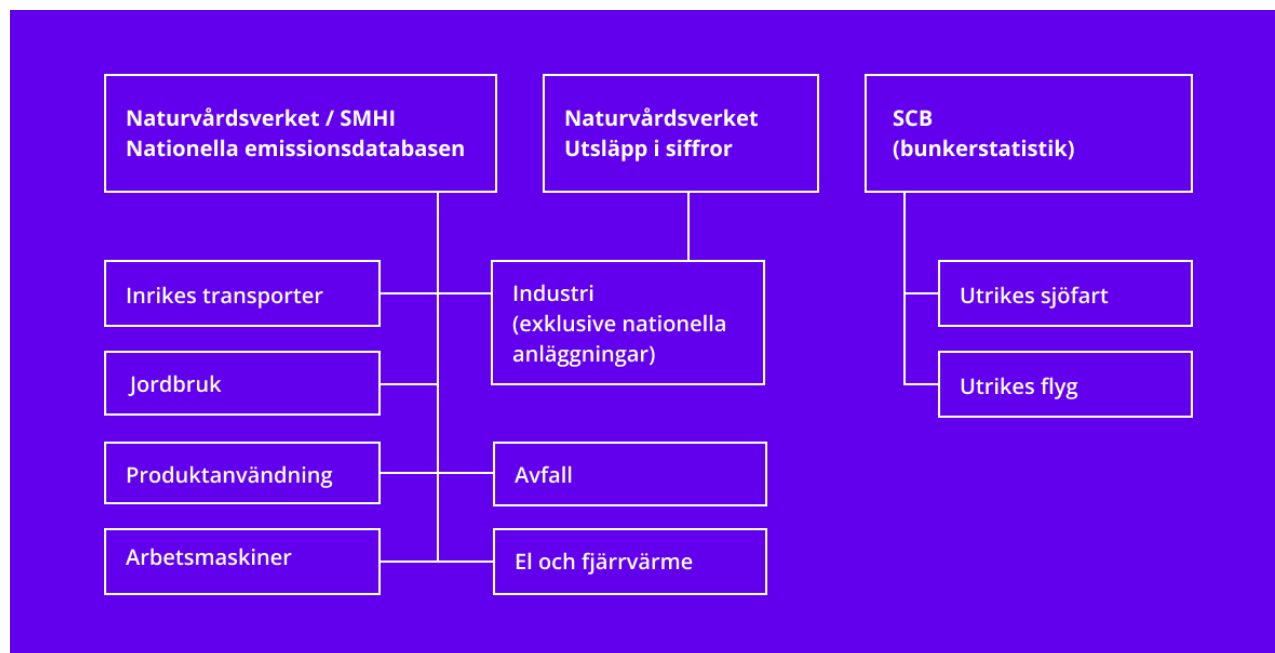 Naturvårdsverket / SMHI
Nationella emissionsdatabasen
Naturvårdsverket
Utsläpp i siffror
SCB
(bunkerstatistik)
Inrikes transporter
Industri
(exklusive nationella
anläggningar)
Utrikes sjöfart
Jordbruk
Utrikes flyg
Produktanvändning
Avfall
Arbetsmaskiner
El och fjärrvärme